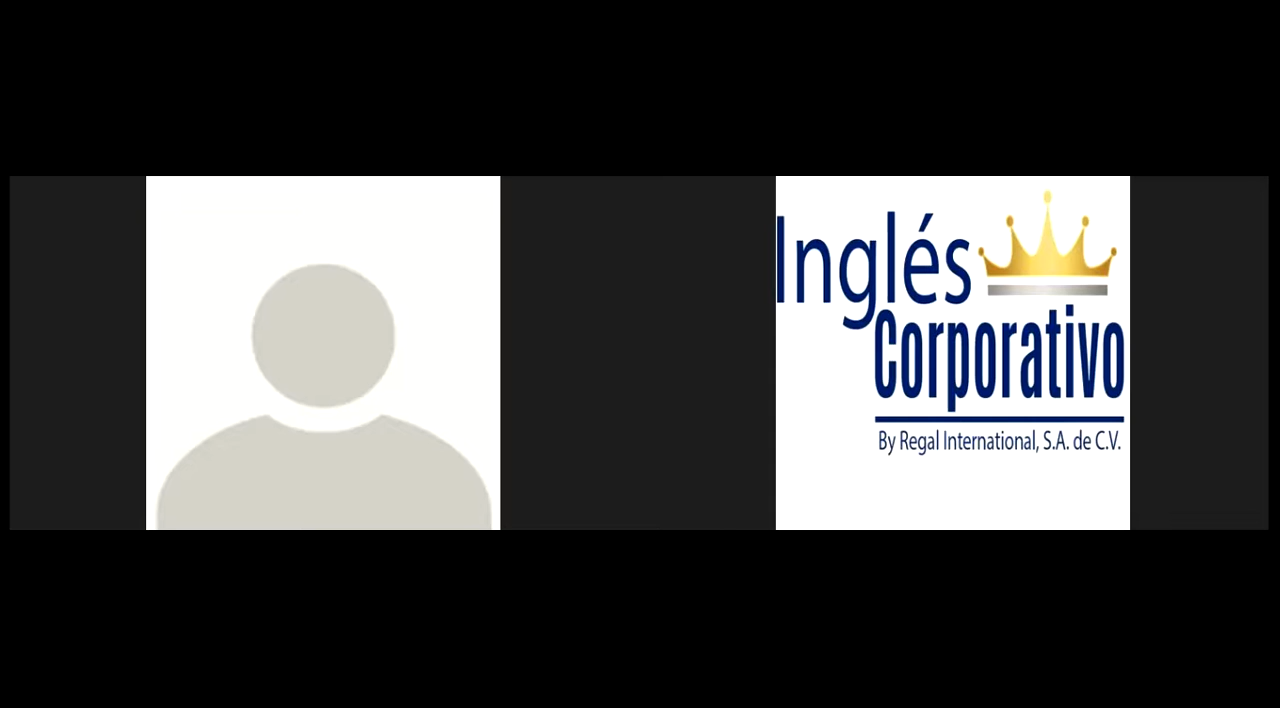 Inglés
Corporativo
By Regal International, S.A. de C.V.